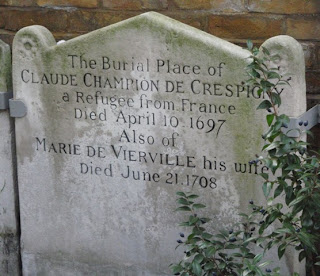 The Burial Place of
CLAUDE CHAMPION DE CRESPIGNY
a Refugee from France
Died April 10. 1697
Also of
MARIE DE VIERVILLE his wife
Died June 21. 1708